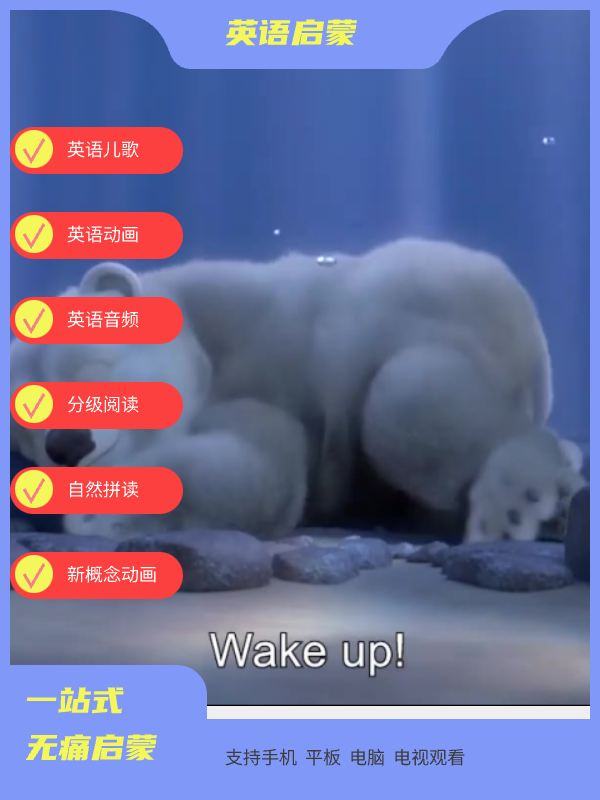 英语启蒙
英语儿歌
英语动画
英语音频
分级阅读
自然拼读
新概念动画
Wake up!
一站式
无痛启蒙
支持手机 平板 电脑 电视观看